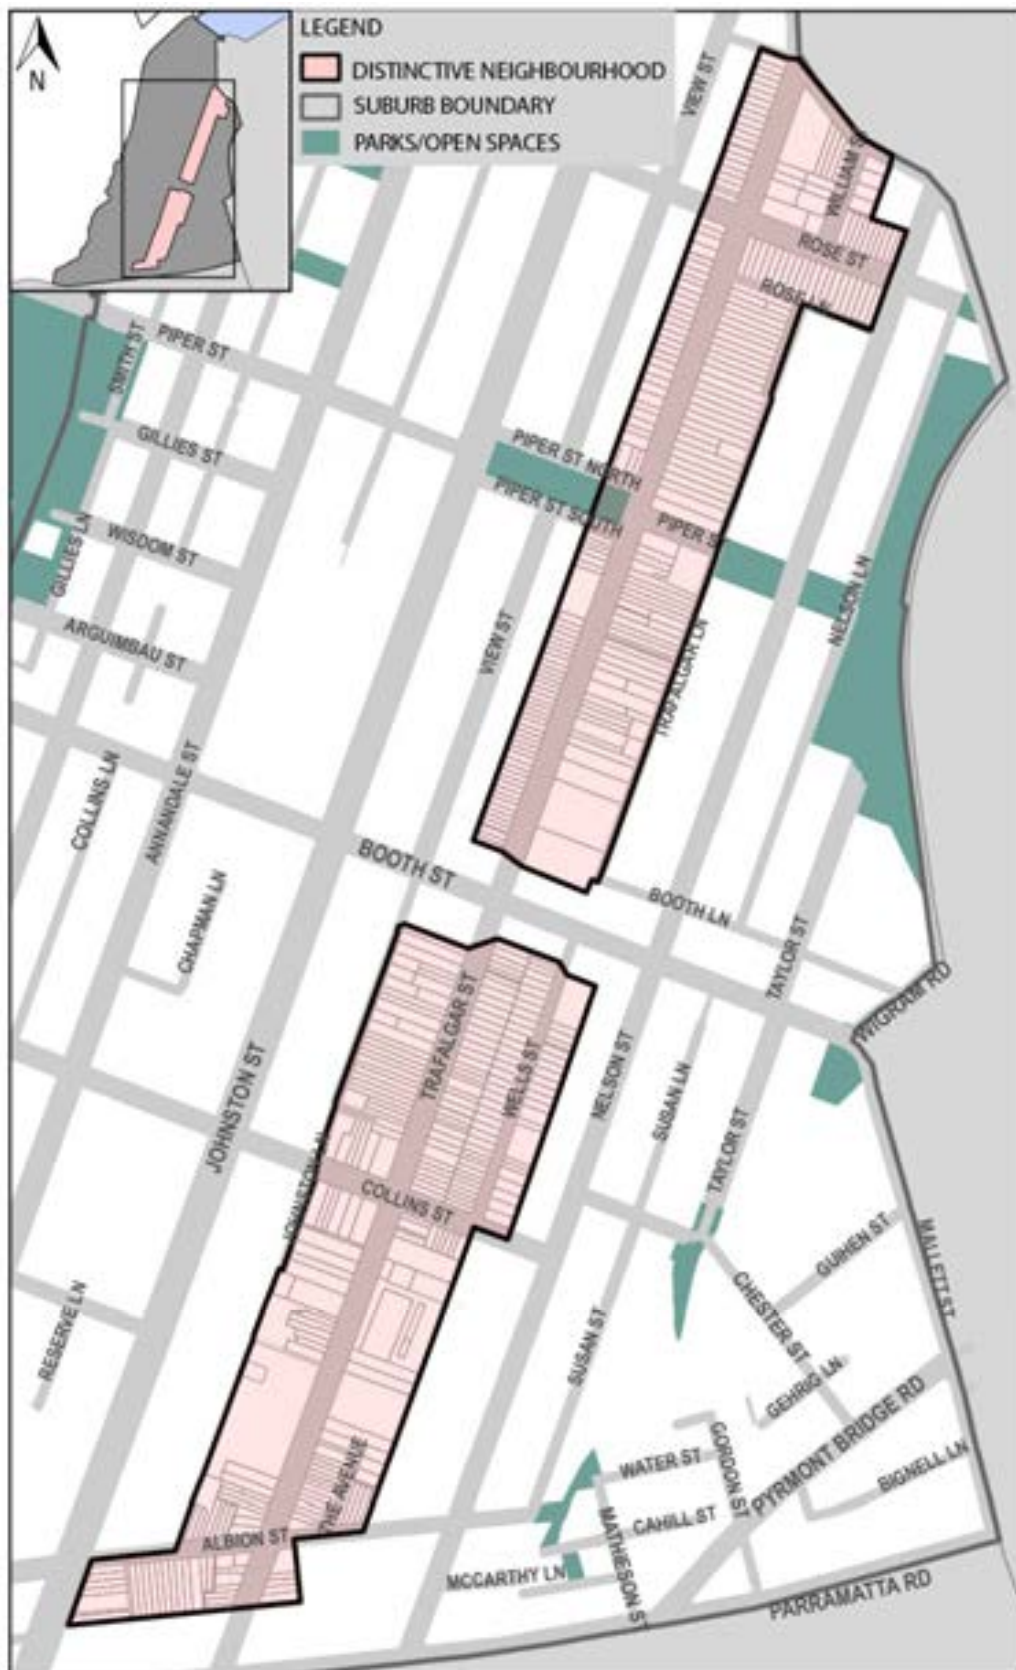 LEGEND
N
DISTINCTIVE NEIGHBOURHOOD
SUBURB BOUNDARY
PARKS/OPEN SPACES
VIEW ST
WILLIAM S
ROSE ST
ROSE LN
PIPER ST
SMITH ST
GILLIES ST
PIPER ST NORTH
PIPER ST SOUTH
PIPER S
GILLIES LN
WISDOM ST
NELSON LN
ARGUIMBAU ST
VIEW ST
TRAFALGAR LN
COLLINS LN
ANNANDALE ST
BOOTH ST
CHAPMAN LN
BOOTH LN
TAYLOR ST
WIGRAM RD
TRAFALGAR ST
WELLS ST
NELSON ST
SUSAN LN
JOHNSTON ST
TAYLOR ST
JOHNSTON LN
COLLINS ST
GUIHEN ST
MALLETT ST
RESERVE LN
CHESTER ST
SUSAN ST
GEHRIG LN
THE AVENUE
WATER ST
GORDON ST
PYRMONT BRIDGE RD
BIGNELL LN
ALBION ST
CAHILL ST
MATHIESON ST
MCCARTHY LN
PARRAMATTA RD